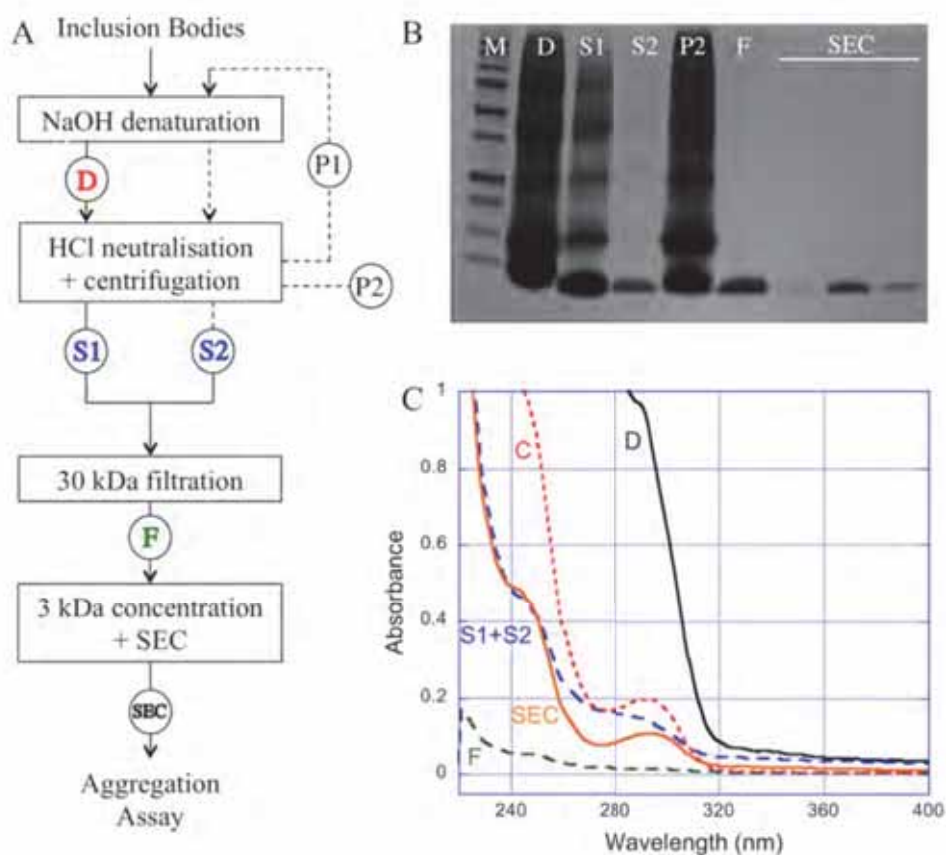 A
Inclusion Bodies
NaOH denaturation
D
P1
HCl neutralisation
+ centrifugation
P2
S1
S2
30 kDa filtration
F
3 kDa concentration
+ SEC
SEC
Aggregation
Assay
B
M D S1 S2 P2 F SEC
C
1
0.8
0.6
0.4
0.2
0
Absorbance
C
D
S1+S2
SEC
F
240 280 320 360 400
Wavelength (nm)